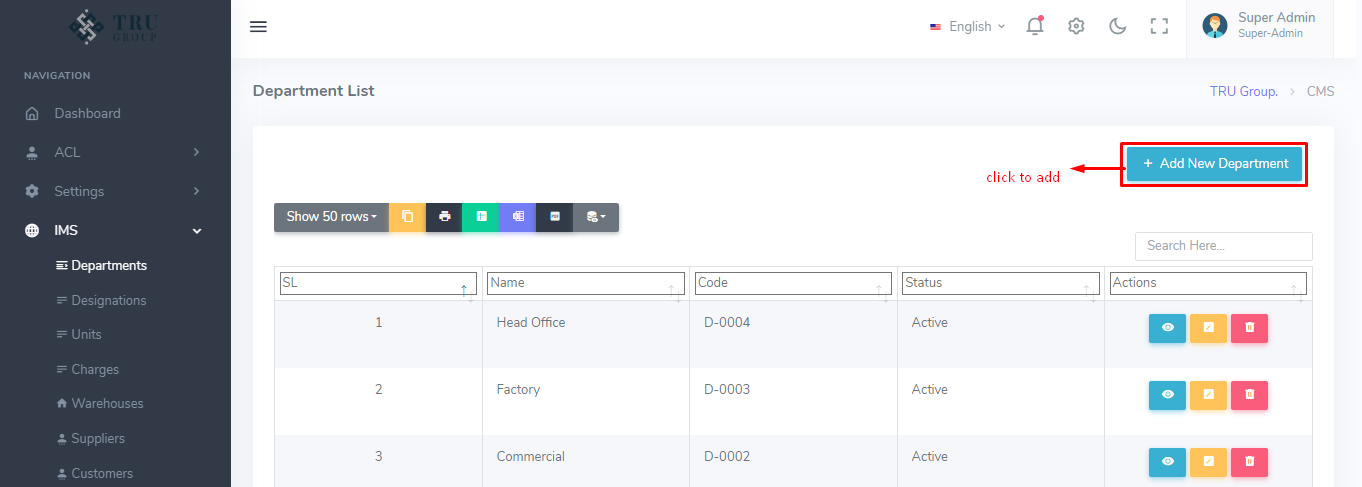 TRU
GROUP
NAVIGATION
Dashboard
ACL
Settings
IMS
Departments
Designations
Units
Charges
Warehouses
Suppliers
Customers
English
Super Admin
Super-Admin
Department List
TRU Group. > CMS
+ Add New Department
click to add
Show 50 rows
PDF
Search Here...
SL Name Code Status Actions
1 Head Office D-0004 Active
2 Factory D-0003 Active
3 Commercial D-0002 Active